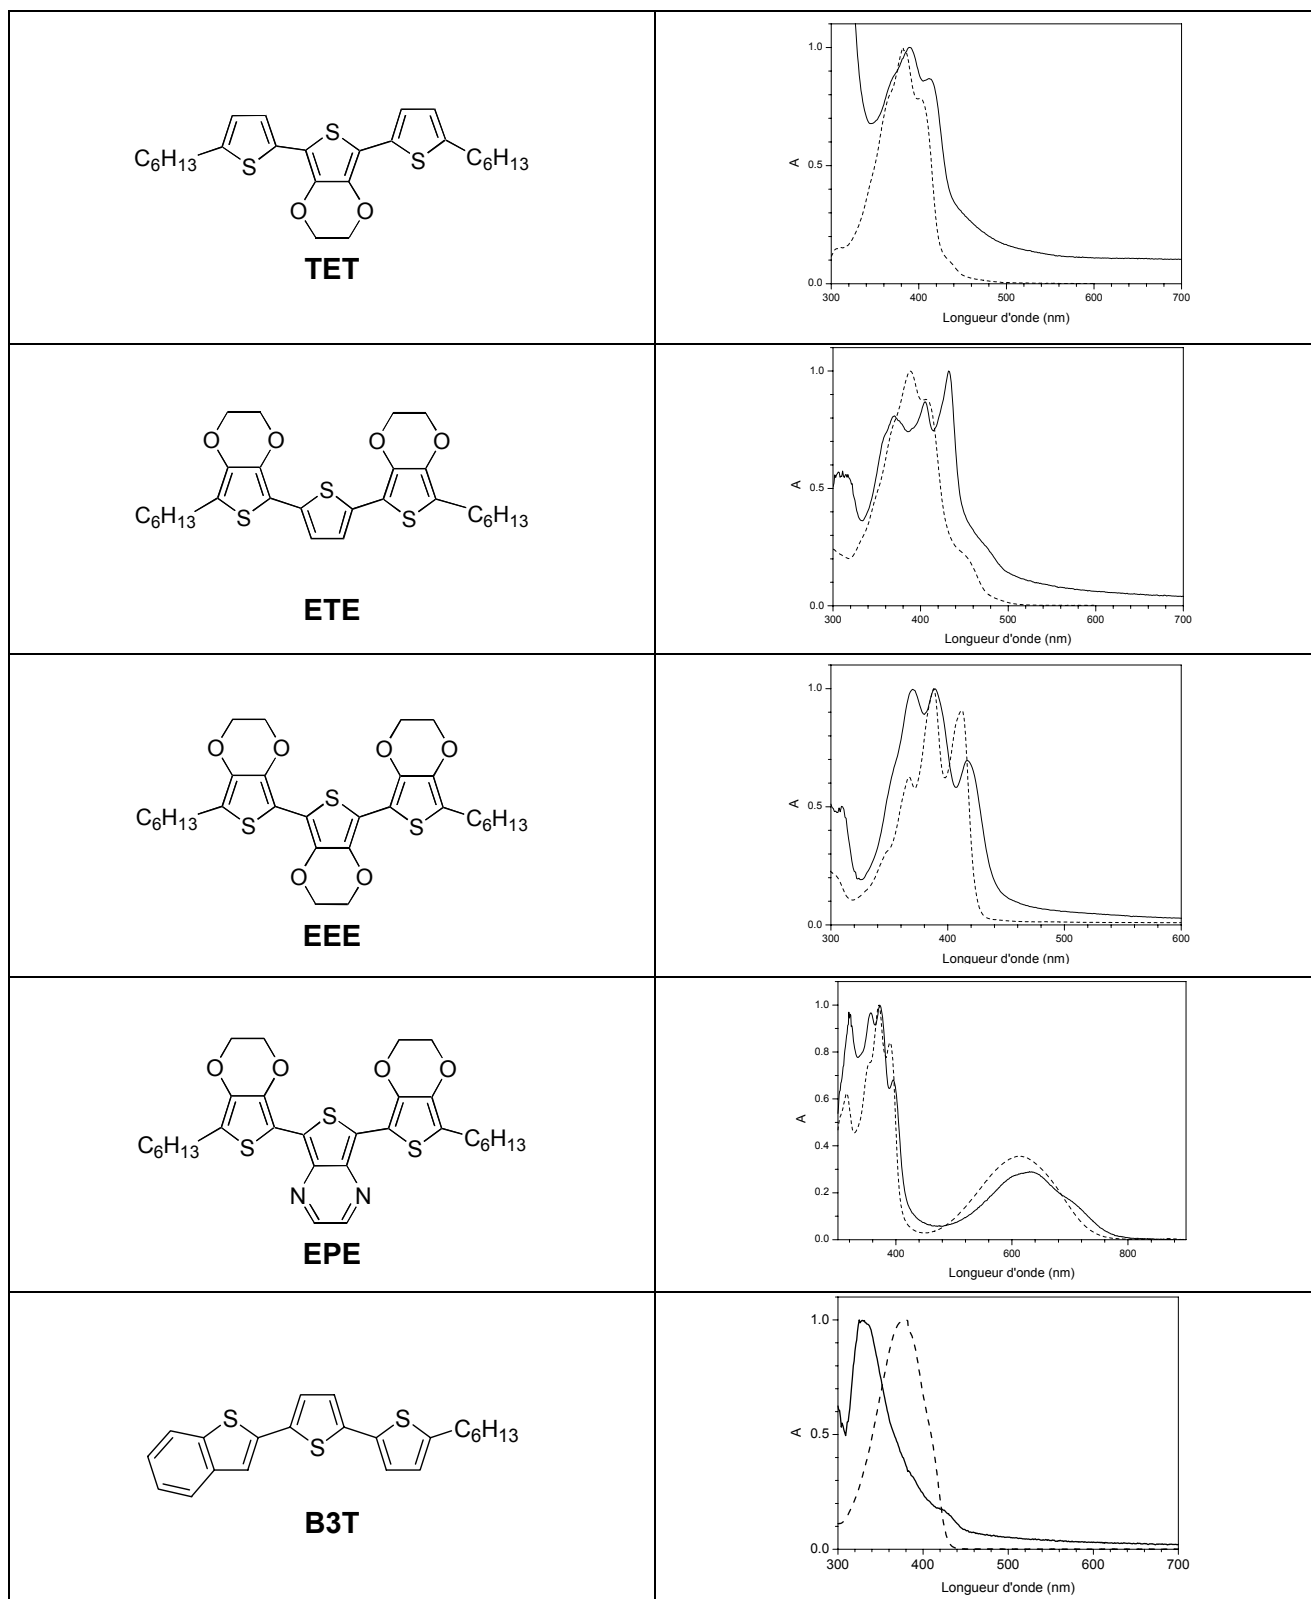 C6H13 S S S C6H13
O O
TET
A
1.0
0.5
0.0
300 400 500 600 700
Longueur d'onde (nm)
O O O O
C6H13 S S S C6H13
ETE
A
1.0
0.5
0.0
300 400 500 600 700
Longueur d'onde (nm)
O O O O
C6H13 S S S C6H13
O O
EEE
A
1.0
0.5
0.0
300 400 500 600
Longueur d'onde (nm)
O O O O
C6H13 S S S C6H13
N N
EPE
A
1.0
0.8
0.6
0.4
0.2
0.0
400 600 800
Longueur d'onde (nm)
S S S C6H13
B3T
A
1.0
0.5
0.0
300 400 500 600 700
Longueur d'onde (nm)